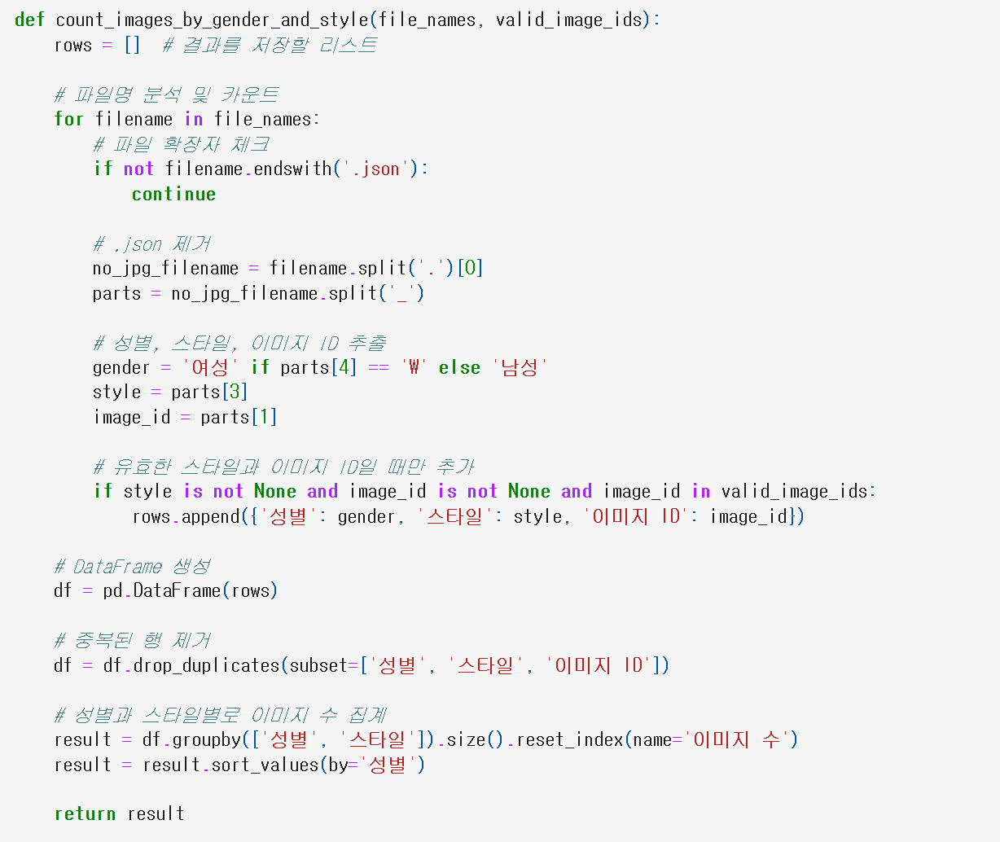 def count_images_by_gender_and_style(file_names, valid_image_ids):
    rows = []  # 결과를 저장할 리스트

    # 파일명 분석 및 카운트
    for filename in file_names:
        # 파일 확장자 체크
        if not filename.endswith('.json'):
            continue

        # .json 제거
        no_jpg_filename = filename.split('.')[0]
        parts = no_jpg_filename.split('_')

        # 성별, 스타일, 이미지 ID 추출
        gender = '여성' if parts[4] == 'W' else '남성'
        style = parts[3]
        image_id = parts[1]

        # 유효한 스타일과 이미지 ID일 때만 추가
        if style is not None and image_id is not None and image_id in valid_image_ids:
            rows.append({'성별': gender, '스타일': style, '이미지 ID': image_id})

    # DataFrame 생성
    df = pd.DataFrame(rows)

    # 중복된 행 제거
    df = df.drop_duplicates(subset=['성별', '스타일', '이미지 ID'])

    # 성별과 스타일별로 이미지 수 집계
    result = df.groupby(['성별', '스타일']).size().reset_index(name='이미지 수')
    result = result.sort_values(by='성별')

    return result